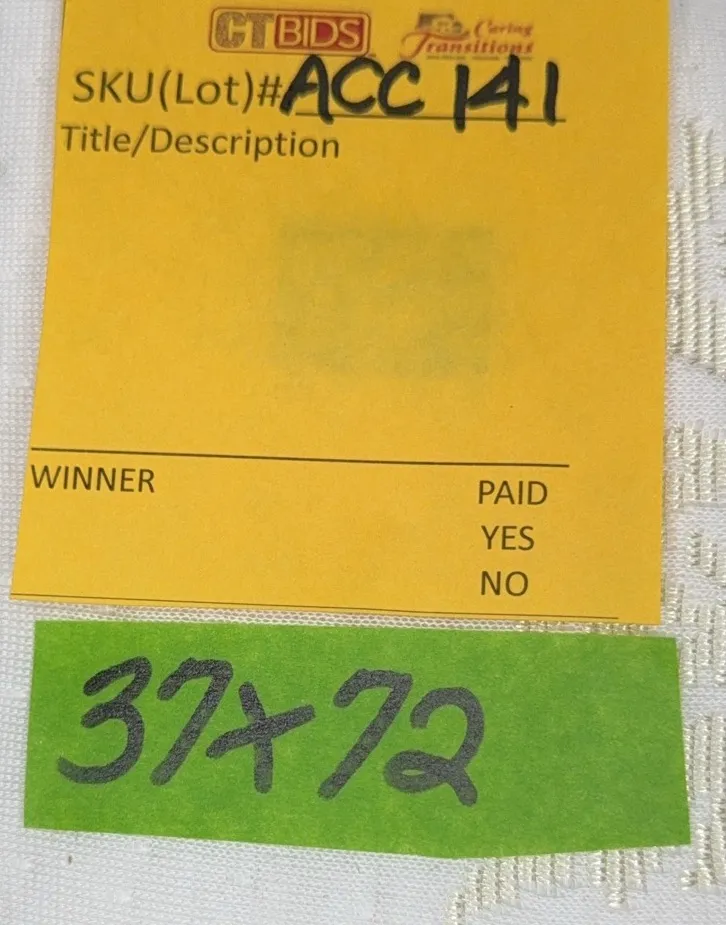 CTBIDS Caring Transitions
SKU(Lot)# ACC 141
Title/Description
WINNER PAID
YES
NO
37x72